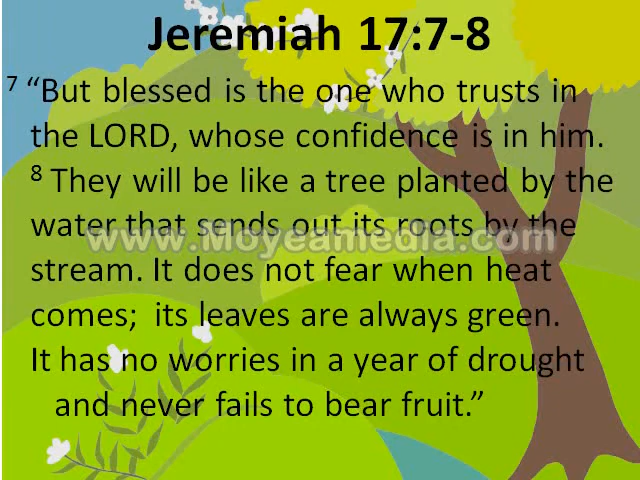 Jeremiah 17:7-8
7 “But blessed is the one who trusts in
the LORD, whose confidence is in him.
8 They will be like a tree planted by the
water that sends out its roots by the
www.Moyeamedia.com
stream. It does not fear when heat
comes;  its leaves are always green.
It has no worries in a year of drought
and never fails to bear fruit.”